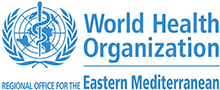 World Health
Organization
REGIONAL OFFICE FOR THE Eastern Mediterranean